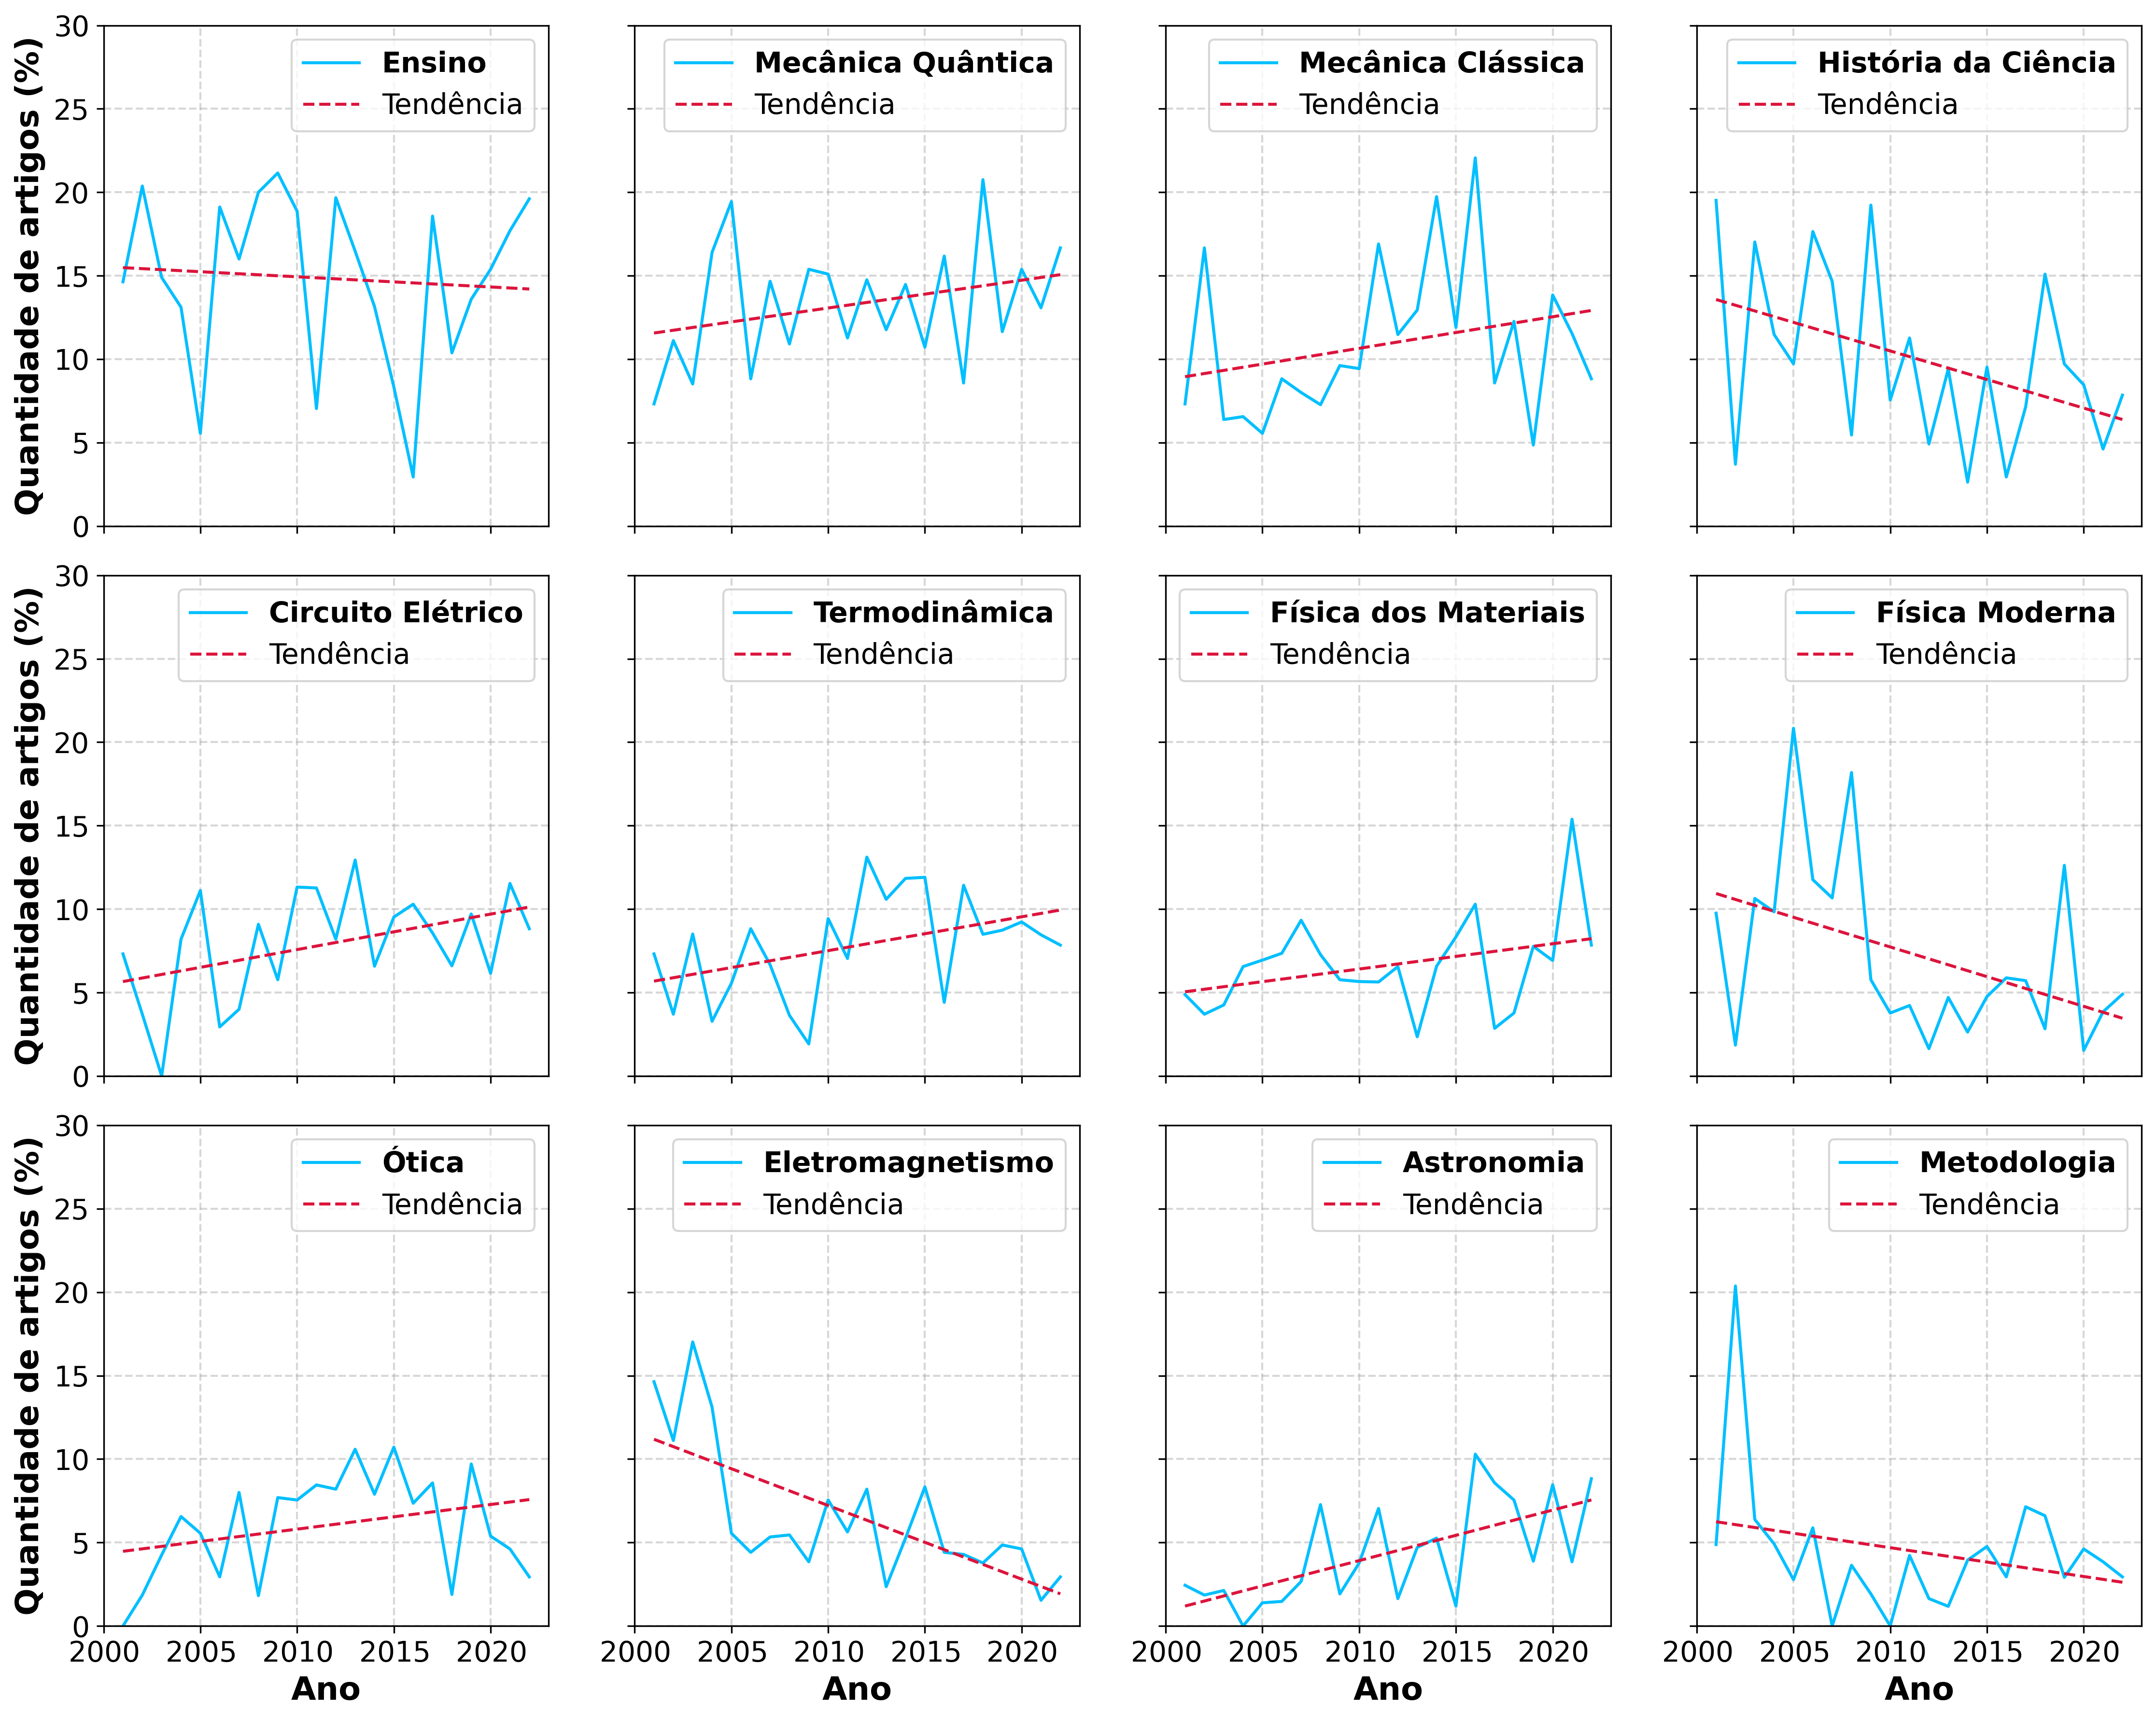 Quantidade de artigos (%)
30
25
20
15
10
5
0
Ensino
Tendência
Mecânica Quântica
Tendência
Mecânica Clássica
Tendência
História da Ciência
Tendência
Quantidade de artigos (%)
30
25
20
15
10
5
0
Circuito Elétrico
Tendência
Termodinâmica
Tendência
Física dos Materiais
Tendência
Física Moderna
Tendência
Quantidade de artigos (%)
30
25
20
15
10
5
0
Ótica
Tendência
Eletromagnetismo
Tendência
Astronomia
Tendência
Metodologia
Tendência
2000 2005 2010 2015 2020
2000 2005 2010 2015 2020
2000 2005 2010 2015 2020
2000 2005 2010 2015 2020
Ano
Ano
Ano
Ano